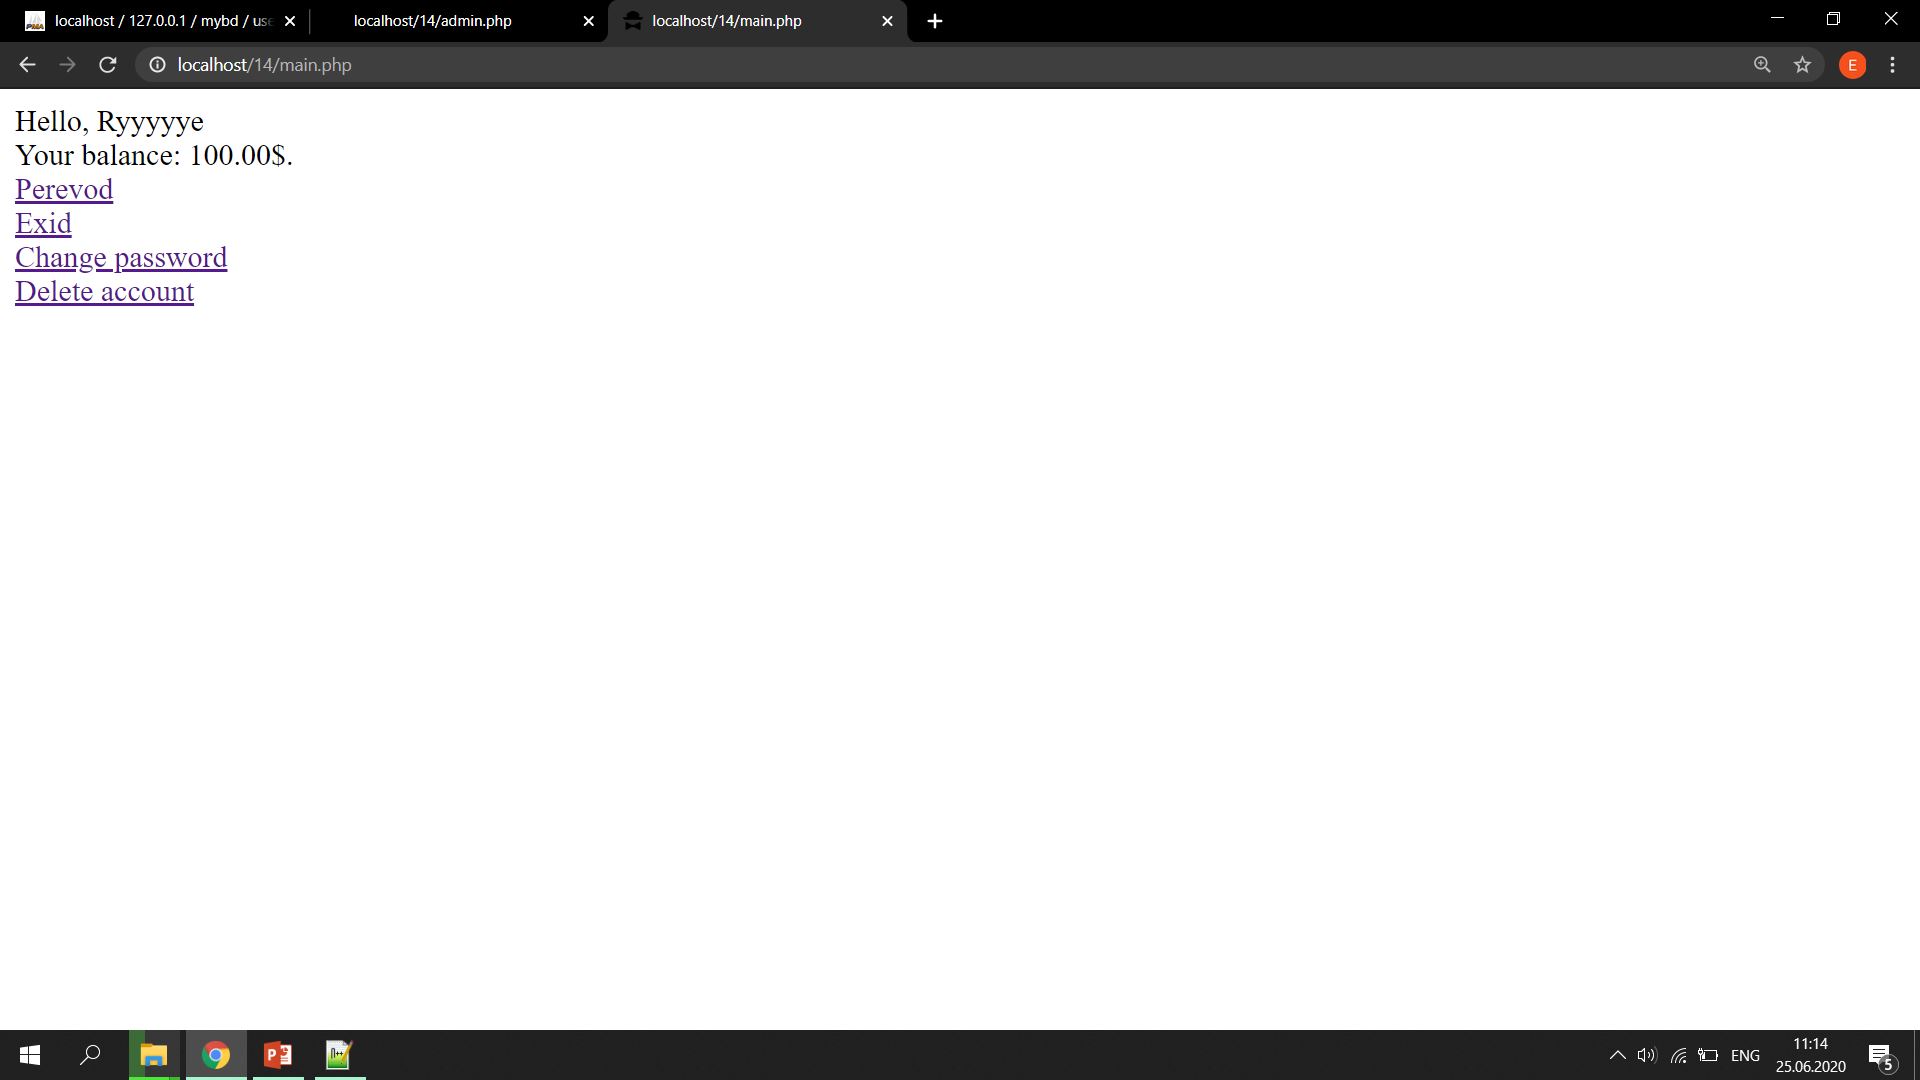 localhost / 127.0.0.1 / mybd / use
localhost/14/admin.php
localhost/14/main.php
localhost/14/main.php
E
Hello, Ryyyyye
Your balance: 100.00$.
Perevod
Exid
Change password
Delete account
ENG
11:14
25.06.2020
5